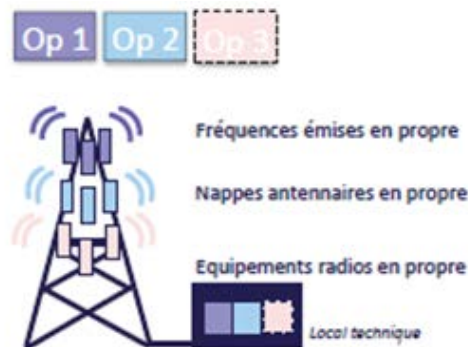 Op 1 Op 2 Op 3
Fréquences émises en propre
Nappes antennaires en propre
Equipements radios en propre
Local technique